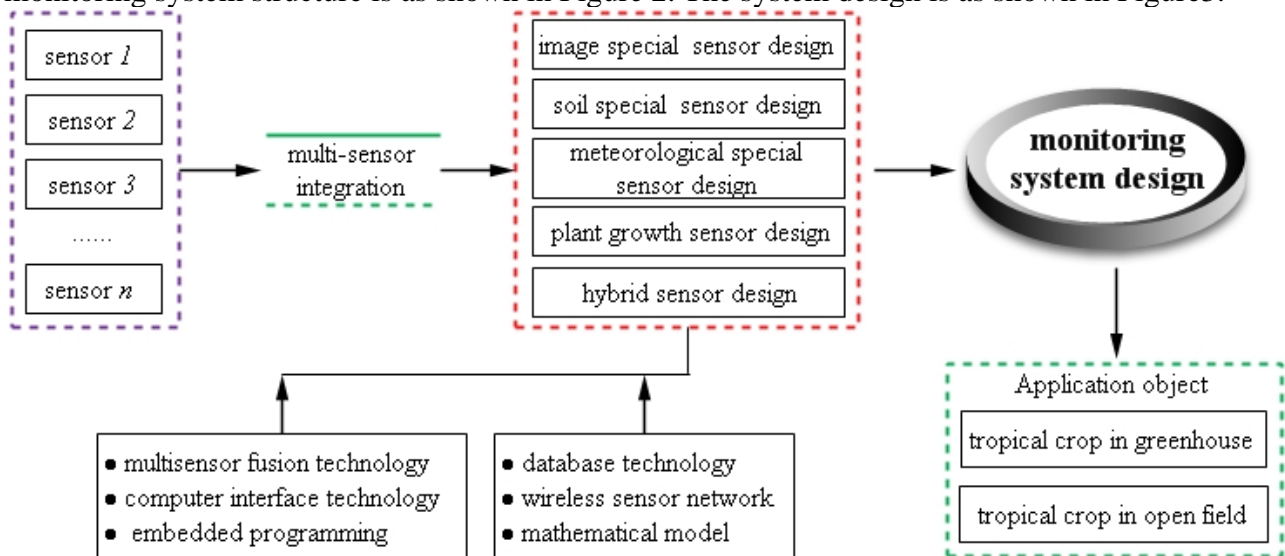 monitoring system structure is as shown in Figure 2. The system design is as shown in Figure3.
sensor 1
sensor 2
sensor 3
......
sensor n
multi-sensor
integration
image special sensor design
soil special sensor design
meteorological special
sensor design
plant growth sensor design
hybrid sensor design
monitoring
system design
● multisensor fusion technology
● computer interface technology
● embedded programming
● database technology
● wireless sensor network
● mathematical model
Application object
tropical crop in greenhouse
tropical crop in open field